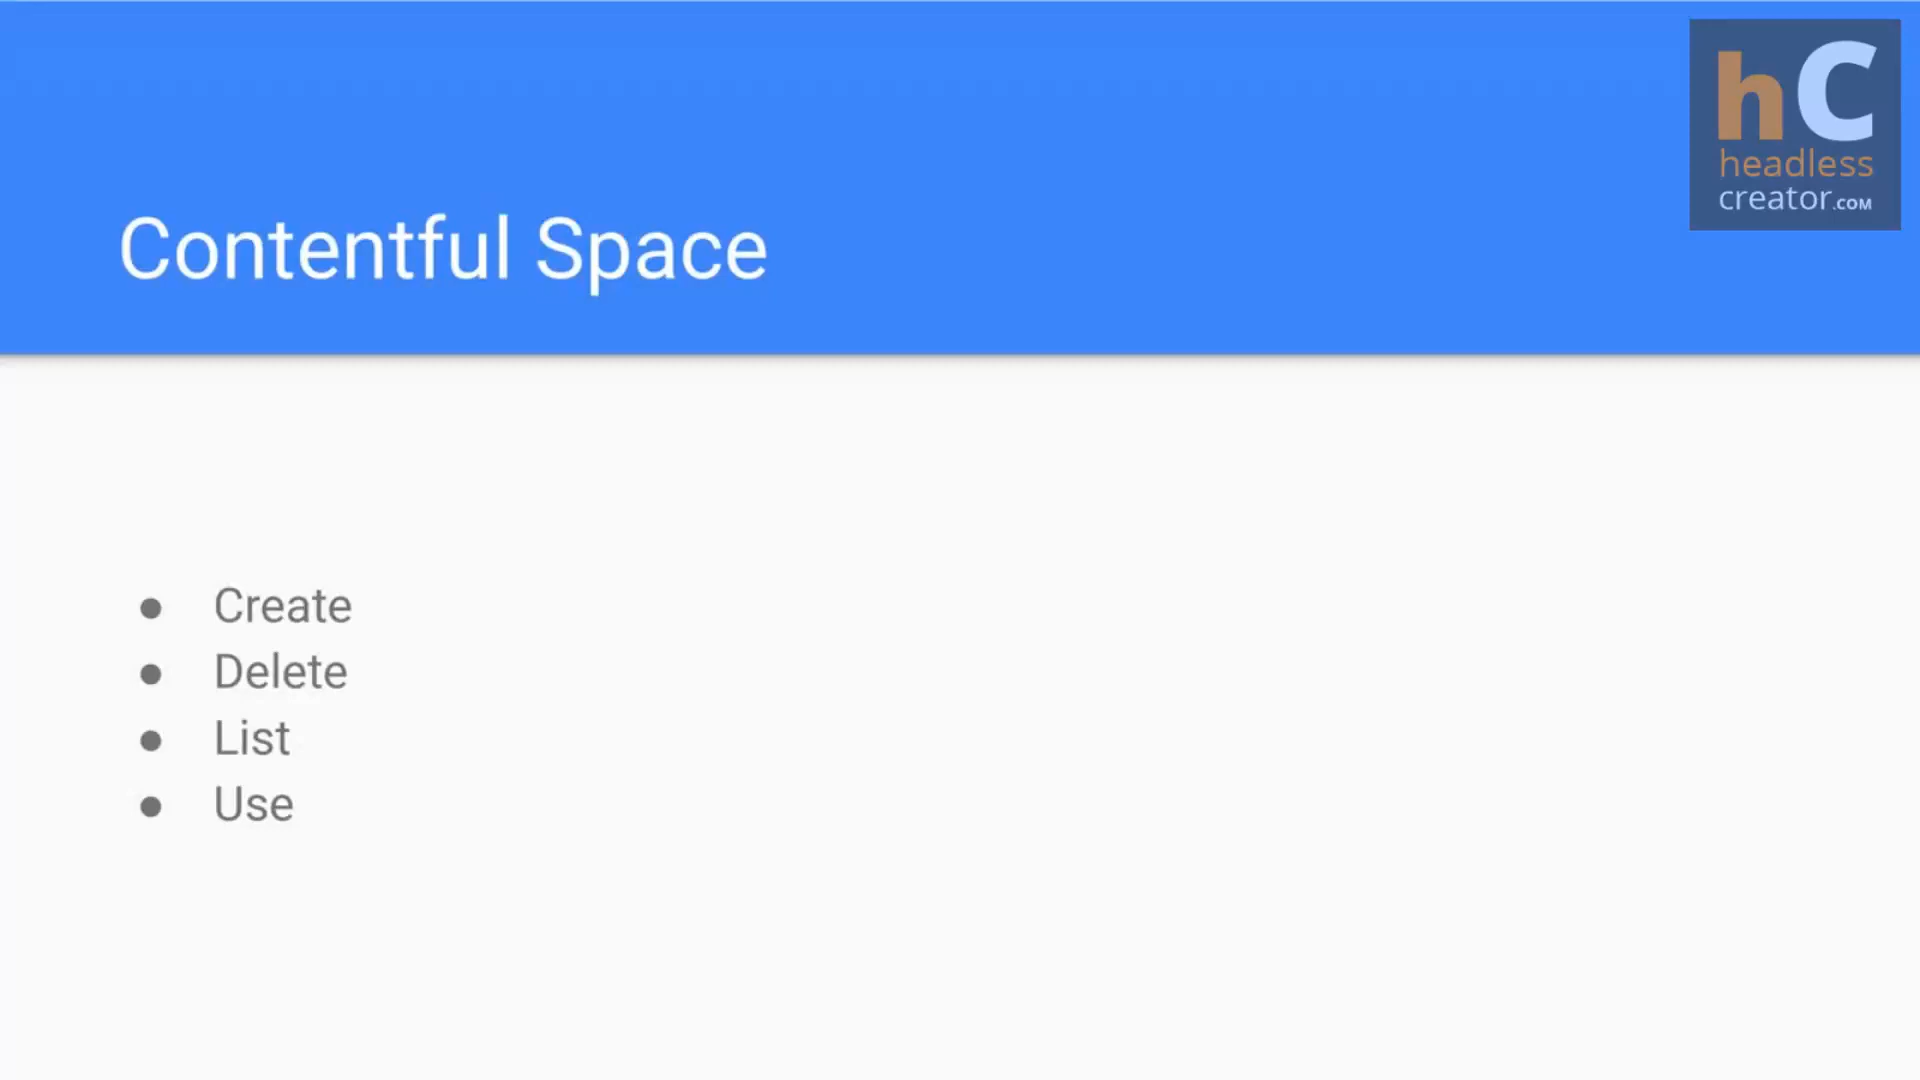 hC
headless
creator.COM
Contentful Space
● Create
● Delete
● List
● Use